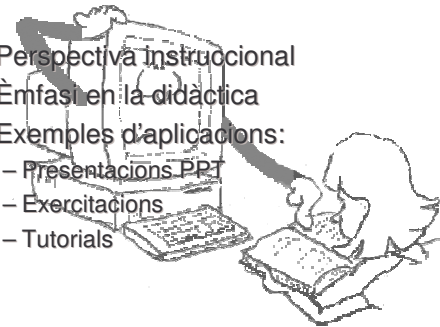 Perspectiva instruccional
Èmfasi en la didàctica
Exemples d'aplicacions:
– Presentacions PPT
– Exercitacions
– Tutorials